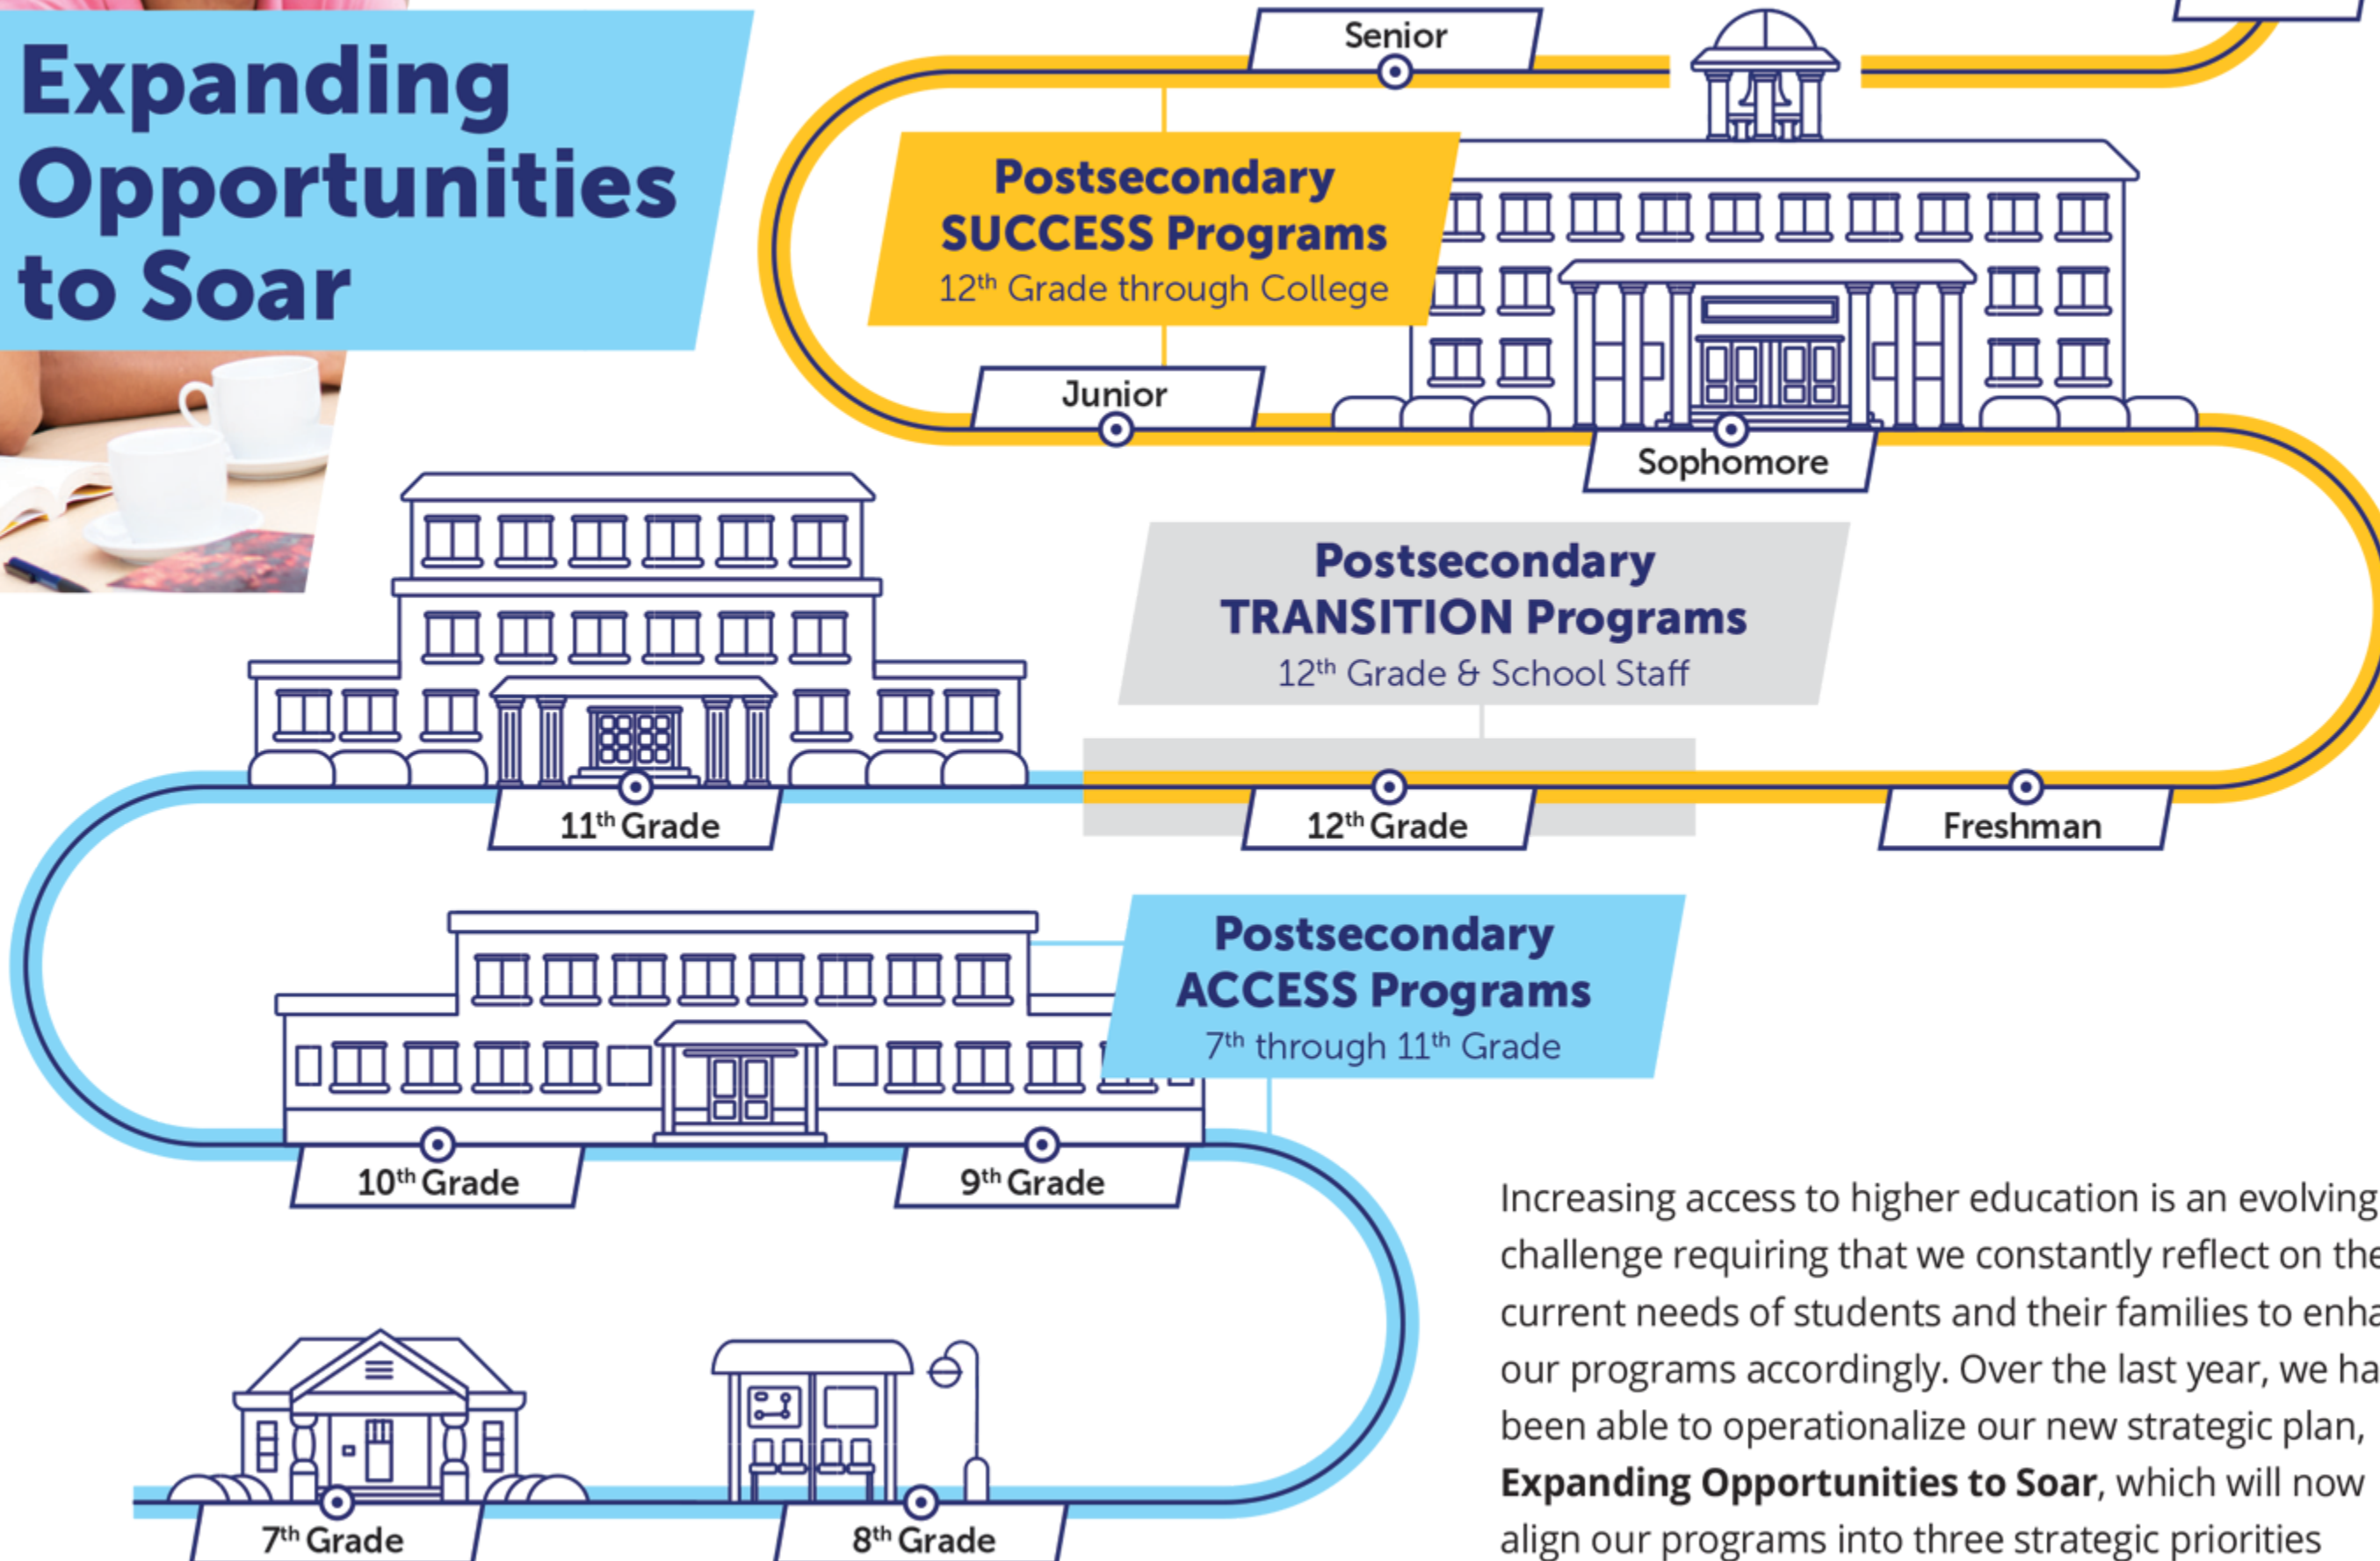 Expanding
Opportunities
to Soar
Senior
Postsecondary
SUCCESS Programs
12th Grade through College
Junior
Sophomore
Postsecondary
TRANSITION Programs
12th Grade & School Staff
11th Grade
12th Grade
Freshman
Postsecondary
ACCESS Programs
7th through 11th Grade
10th Grade
9th Grade
7th Grade
8th Grade
Increasing access to higher education is an evolving
challenge requiring that we constantly reflect on the
current needs of students and their families to
our programs accordingly. Over the last year, we
been able to operationalize our new strategic plan,
Expanding Opportunities to Soar, which will now
align our programs into three strategic priorities